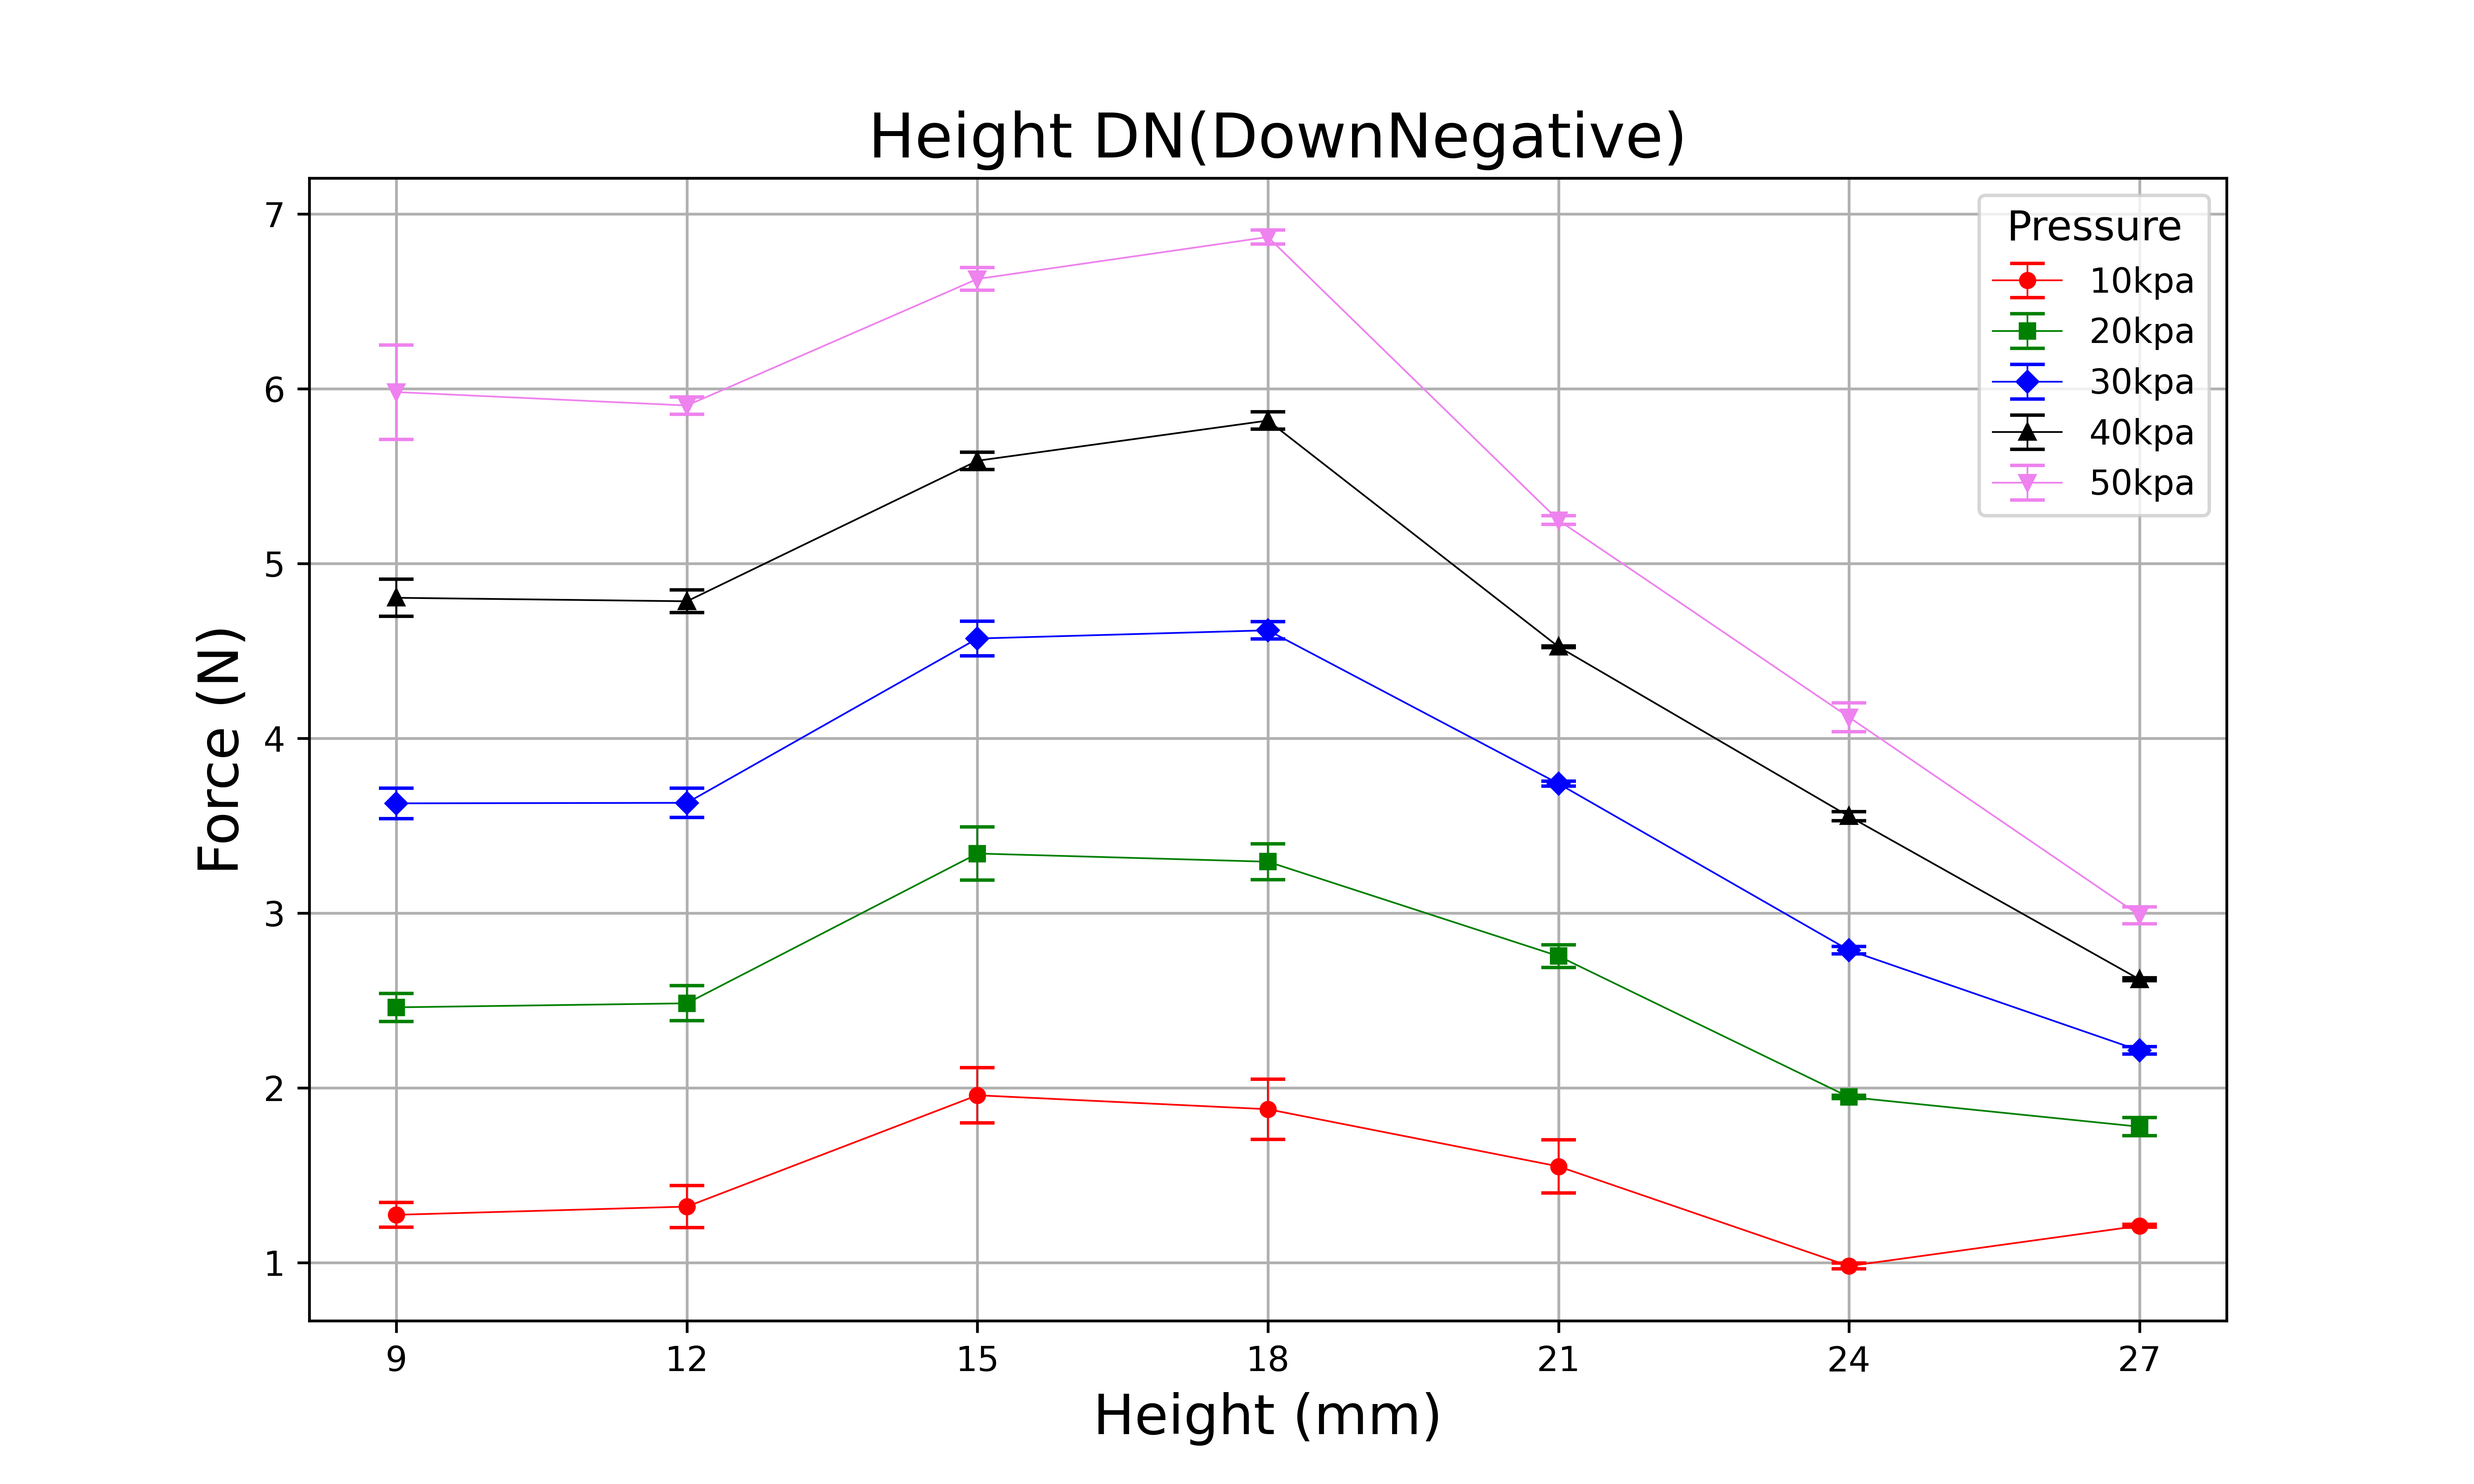 Height DN(DownNegative)
Force (N)
7
6
5
4
3
2
1
Pressure
10kpa
20kpa
30kpa
40kpa
50kpa
9 12 15 18 21 24 27
Height (mm)